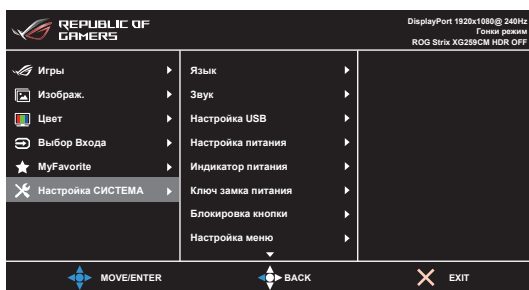 REPUBLIC OF
GAMERS
DisplayPort 1920x1080@ 240Hz
Гонки режим
ROG Strix XG259CM HDR OFF
Игры
Изображ.
Цвет
Выбор Входа
MyFavorite
Настройка СИСТЕМА
Язык
Звук
Настройка USB
Настройка питания
Индикатор питания
Ключ замка питания
Блокировка кнопки
Настройка меню
MOVE/ENTER
BACK
EXIT